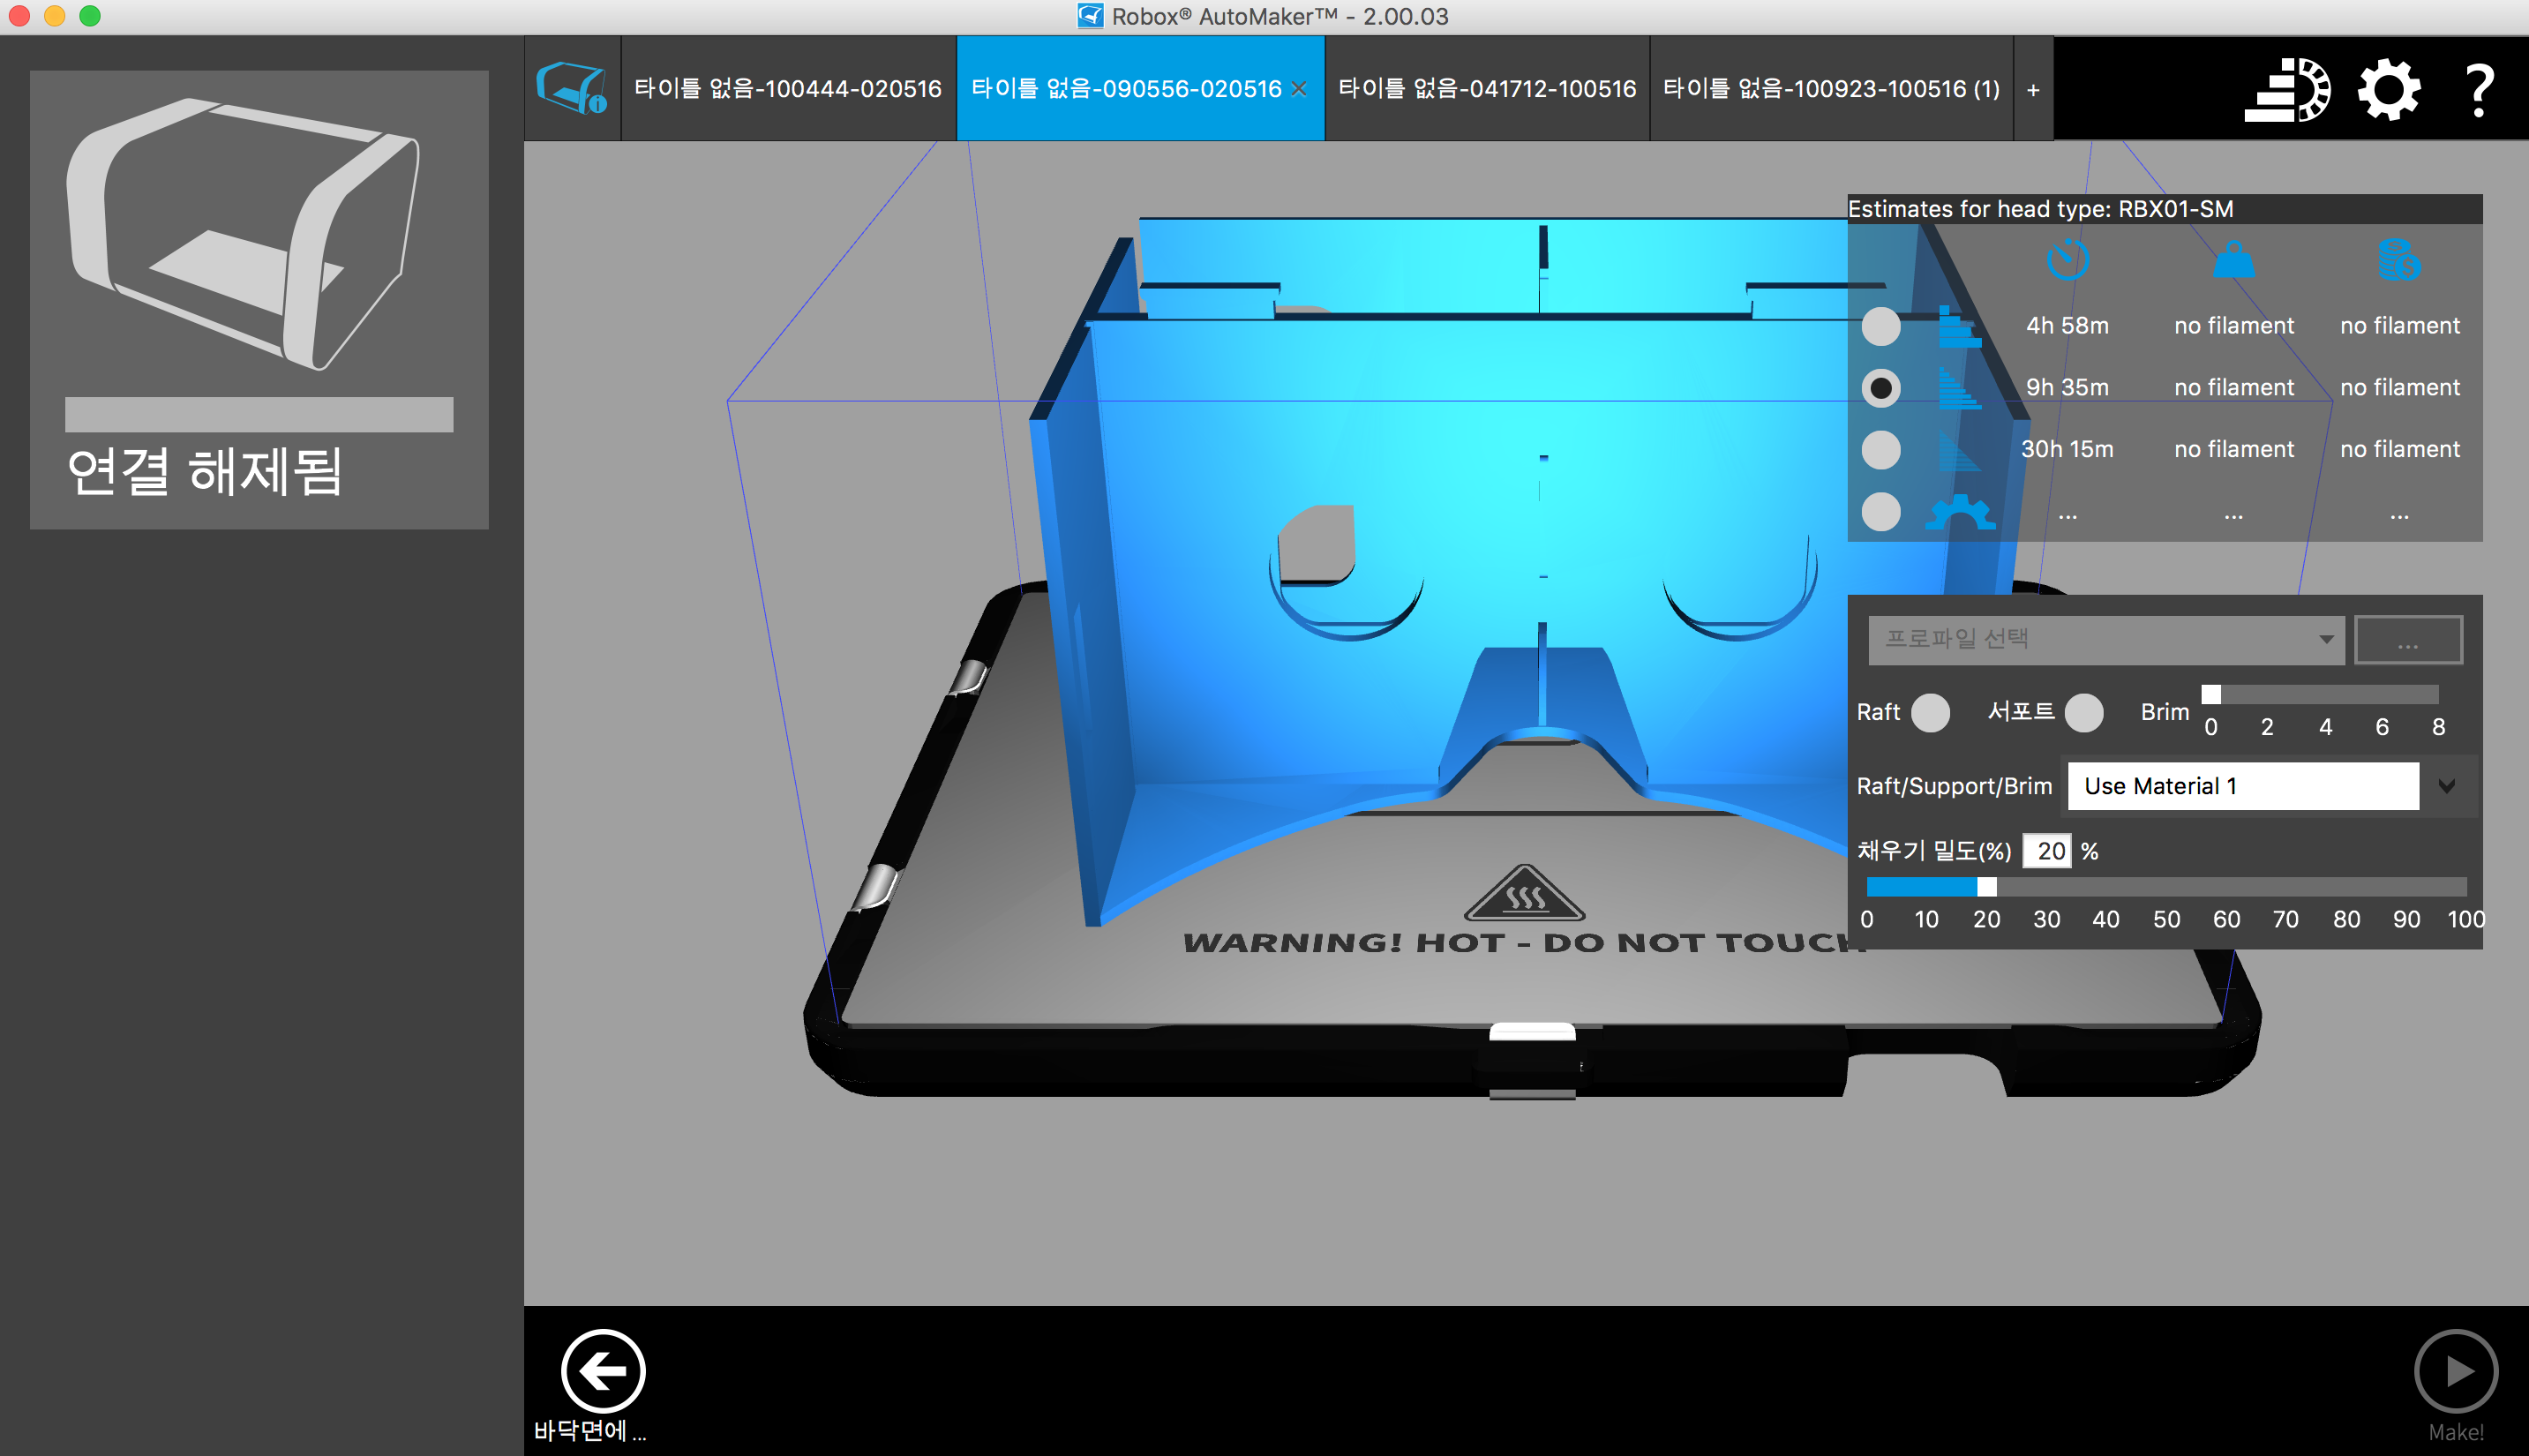 Robox® AutoMaker™ - 2.00.03
타이틀 없음-100444-020516
타이틀 없음-090556-020516 ×
타이틀 없음-041712-100516
타이틀 없음-100923-100516 (1)
+
?
연결 해제됨
Estimates for head type: RBX01-SM
4h 58m no filament no filament
9h 35m no filament no filament
30h 15m no filament no filament
... ... ...
프로파일 선택 ...
Raft 서포트 Brim
0 2 4 6 8
Raft/Support/Brim Use Material 1
채우기 밀도(%) 20 %
0 10 20 30 40 50 60 70 80 90 100
WARNING! HOT - DO NOT TOUCH
바닥면에 ...
Make!